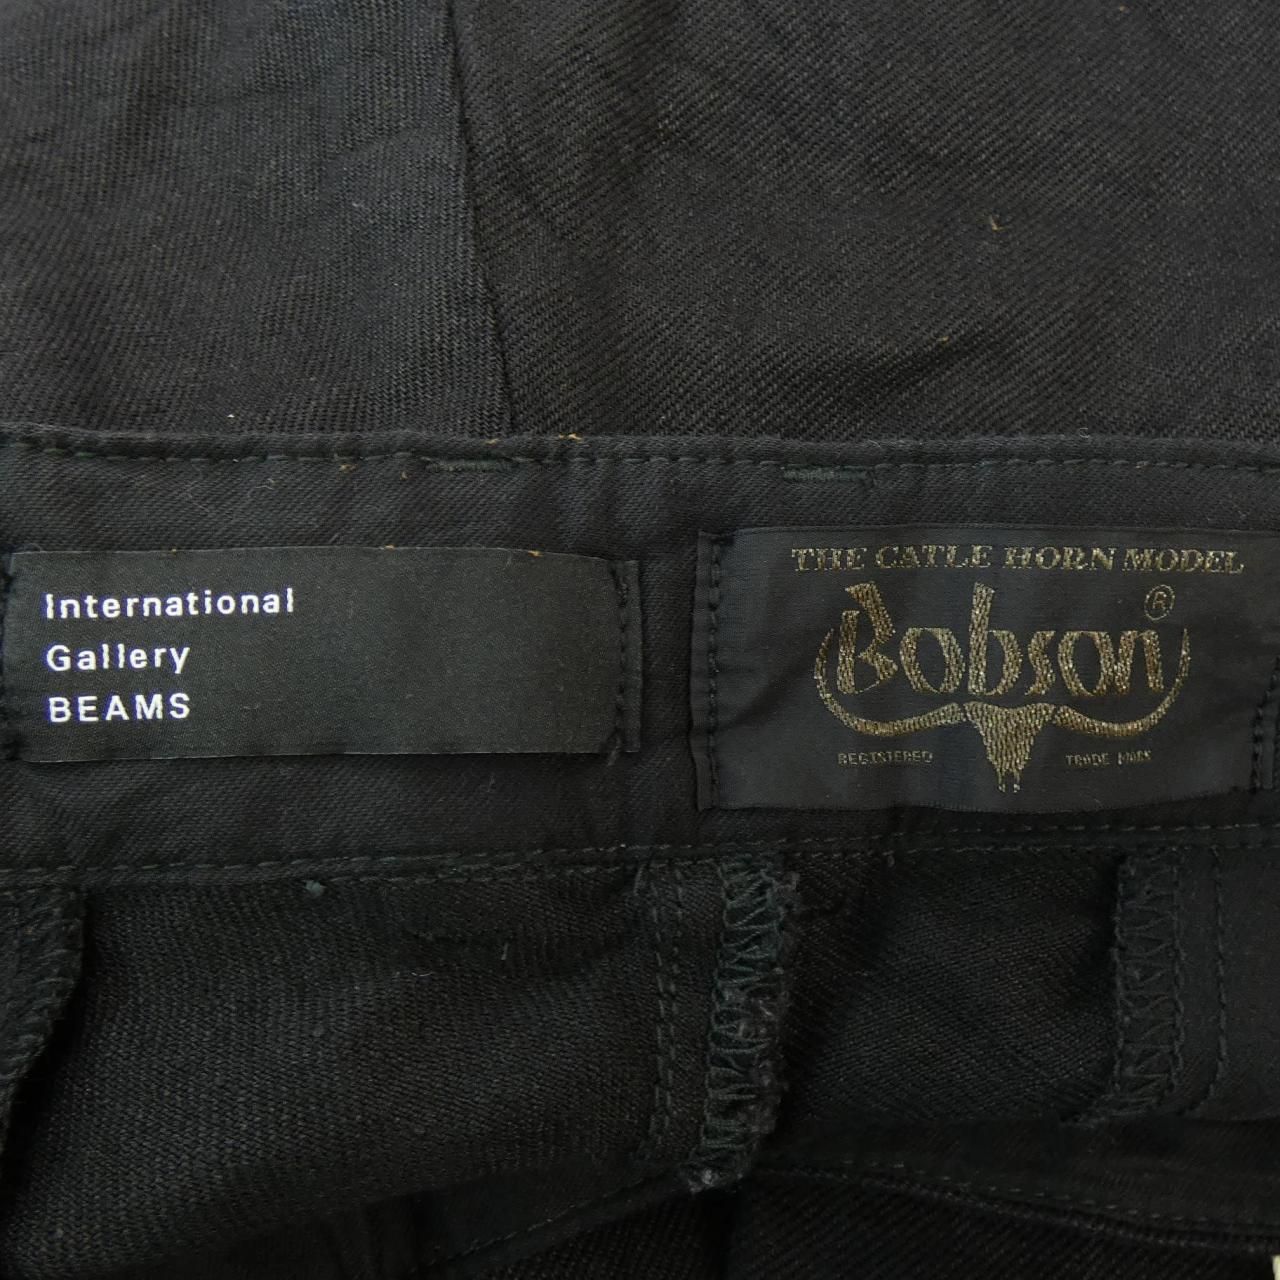 International
Gallery
BEAMS
THE CATLE HORN MODEL
Bobson®
REGISTERED TRADE MARK